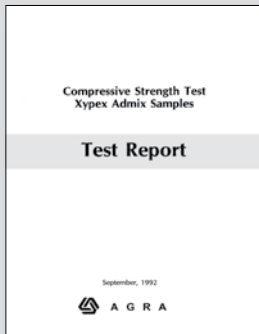 Compressive Strength Test
Xypex Admix Samples
Test Report
September, 1992
AGRA